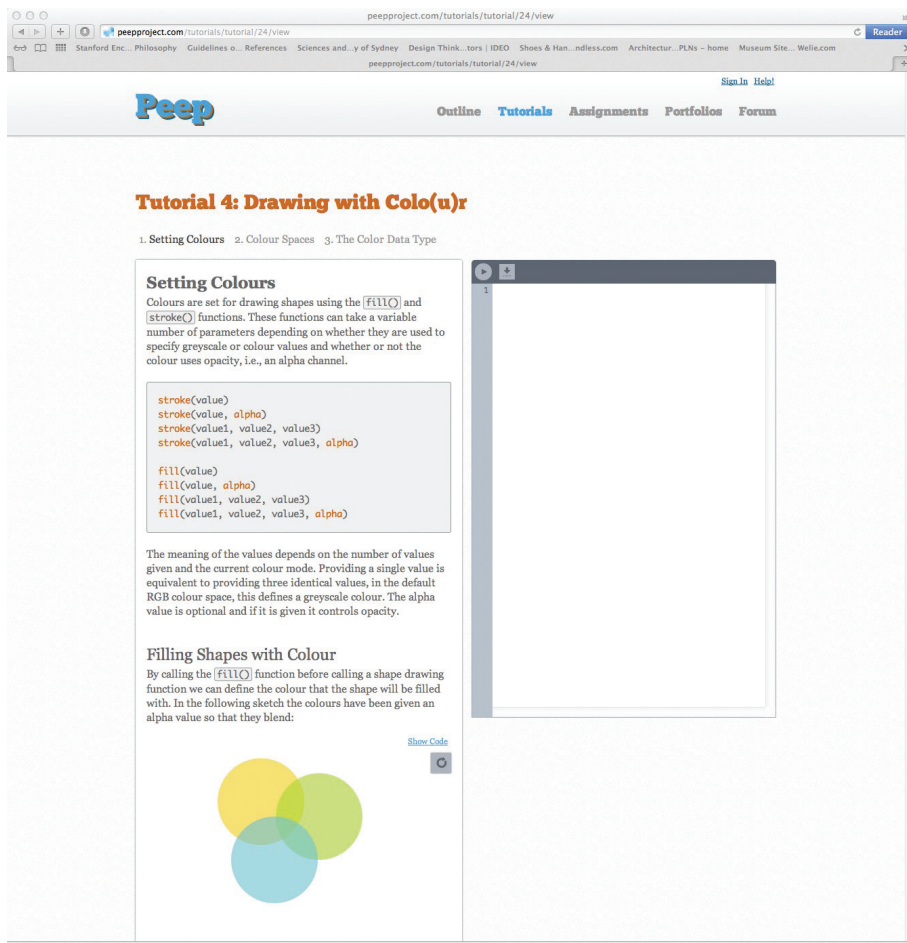 peepproject.com/tutorials/tutorial/24/view
peepproject.com/tutorials/tutorial/24/view
Reader
Stanford Enc... Philosophy Guidelines o... References Sciences and...y of Sydney Design Think...tors | IDEO Shoes & Han...ndless.com Architectur...PLNs – home Museum Site... Welie.com
peepproject.com/tutorials/tutorial/24/view
Sign In Help!
Peep
Outline Tutorials Assignments Portfolios Forum
Tutorial 4: Drawing with Colo(u)r
1. Setting Colours 2. Colour Spaces 3. The Color Data Type
Setting Colours
Colours are set for drawing shapes using the fill() and
stroke() functions. These functions can take a variable
number of parameters depending on whether they are used to
specify greyscale or colour values and whether or not the
colour uses opacity, i.e., an alpha channel.
stroke(value)
stroke(value, alpha)
stroke(value1, value2, value3)
stroke(value1, value2, value3, alpha)
fill(value)
fill(value, alpha)
fill(value1, value2, value3)
fill(value1, value2, value3, alpha)
The meaning of the values depends on the number of values
given and the current colour mode. Providing a single value is
equivalent to providing three identical values, in the default
RGB colour space, this defines a greyscale colour. The alpha
value is optional and if it is given it controls opacity.
Filling Shapes with Colour
By calling the fill() function before calling a shape drawing
function we can define the colour that the shape will be filled
with. In the following sketch the colours have been given an
alpha value so that they blend:
Show Code
1